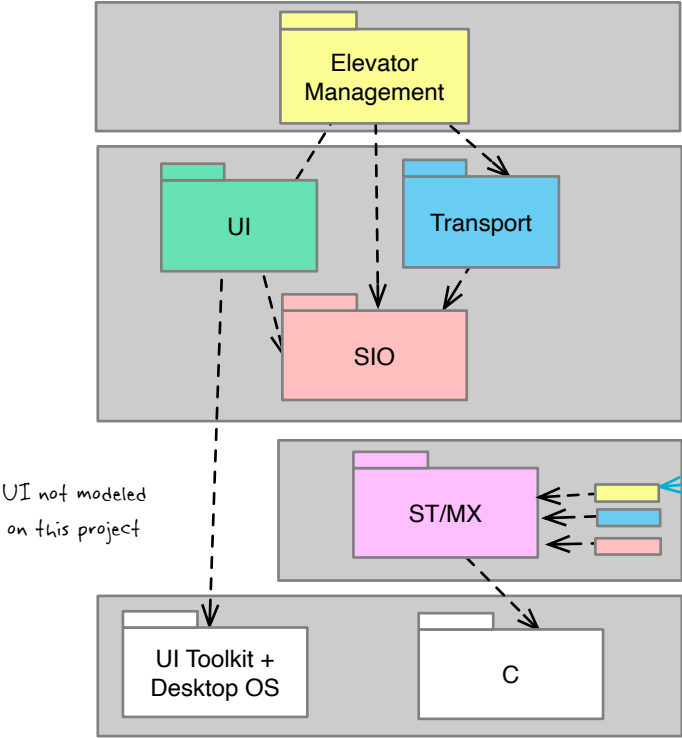 Elevator
Management
UI
Transport
SIO
UI not modeled
on this project
ST/MX
UI Toolkit +
Desktop OS
C